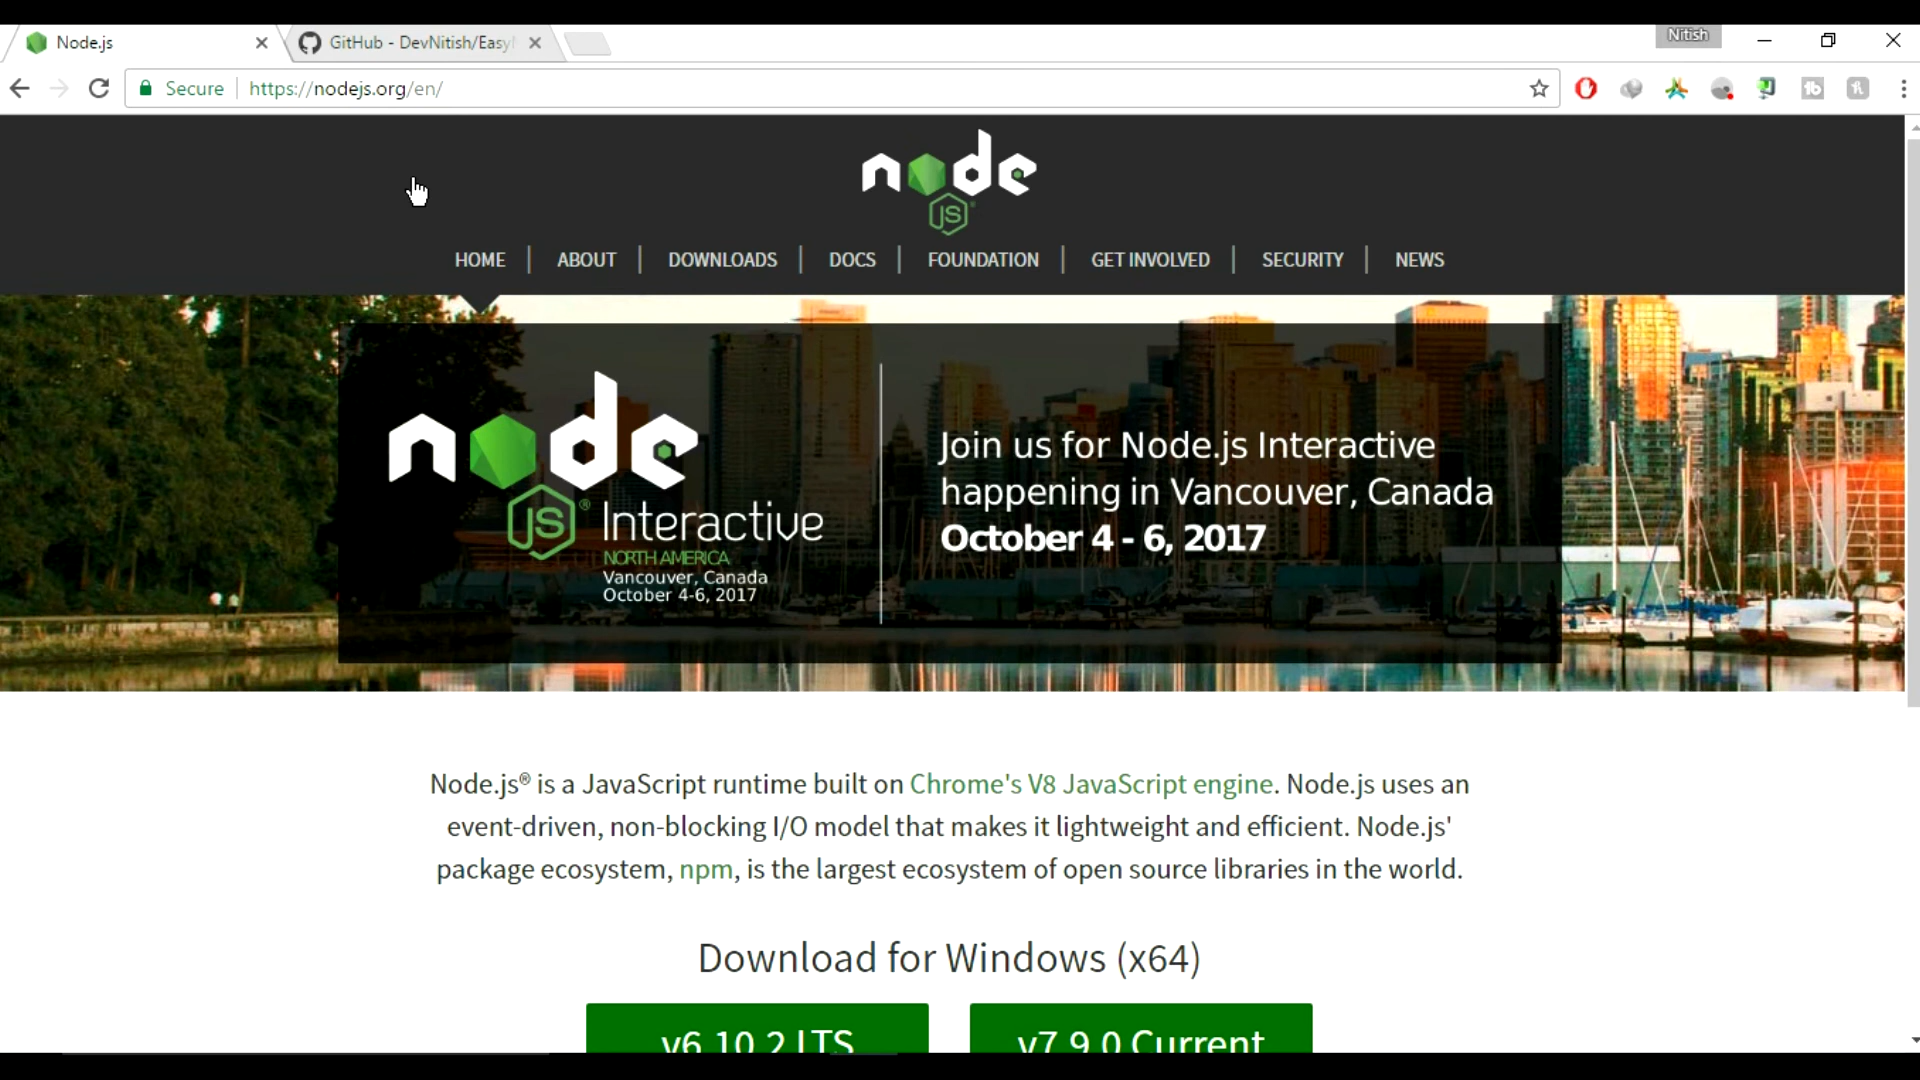 Node.js
GitHub - DevNitish/Easy
Nitish
Secure
https://nodejs.org/en/
node
JS
HOME
ABOUT
DOWNLOADS
DOCS
FOUNDATION
GET INVOLVED
SECURITY
NEWS
node
JS® Interactive
NORTH AMERICA
Vancouver, Canada
October 4-6, 2017
Join us for Node.js Interactive
happening in Vancouver, Canada
October 4 - 6, 2017
Node.js® is a JavaScript runtime built on Chrome's V8 JavaScript engine. Node.js uses an
event-driven, non-blocking I/O model that makes it lightweight and efficient. Node.js'
package ecosystem, npm, is the largest ecosystem of open source libraries in the world.
Download for Windows (x64)
v6.10.2 LTS
v7.9.0 Current